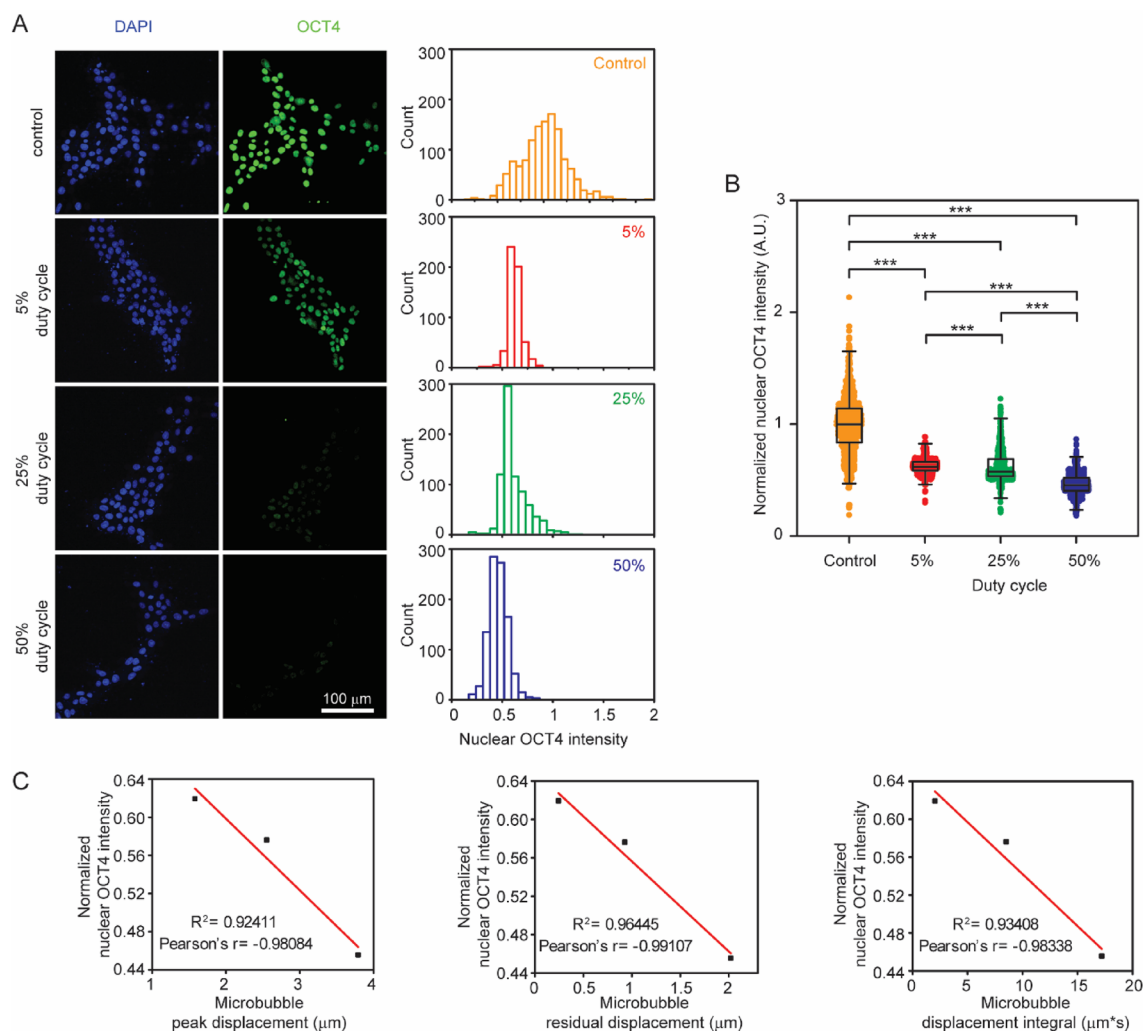 A
DAPI
OCT4
control
5%
duty cycle
25%
duty cycle
50%
duty cycle
100 μm
300
200
100
0
Count
Control
300
200
100
0
Count
5%
300
200
100
0
Count
25%
300
200
100
0
Count
50%
0
0.5
1
1.5
2
Nuclear OCT4 intensity
B
Normalized nuclear OCT4 intensity (A.U.)
3
2
1
0
***
***
***
***
***
***
Control
5%
25%
50%
Duty cycle
C
Normalized
nuclear OCT4 intensity
0.64
0.60
0.56
0.52
0.48
0.44
R²= 0.92411
Pearson's r= -0.98084
1
2
3
4
Microbubble
peak displacement (μm)
Normalized
nuclear OCT4 intensity
0.64
0.60
0.56
0.52
0.48
0.44
R²= 0.96445
Pearson's r= -0.99107
0
0.5
1
1.5
2
Microbubble
residual displacement (μm)
Normalized
nuclear OCT4 intensity
0.64
0.60
0.56
0.52
0.48
0.44
R²= 0.93408
Pearson's r= -0.98338
0
5
10
15
20
Microbubble
displacement integral (μm*s)